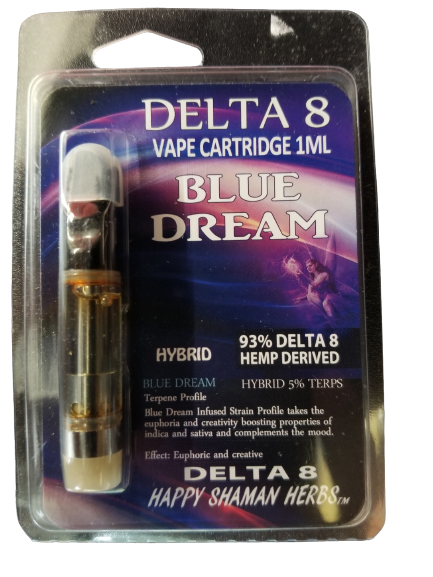 DELTA 8
VAPE CARTRIDGE 1ML
BLUE
DREAM
HYBRID
93% DELTA 8
HEMP DERIVED
BLUE DREAM
HYBRID 5% TERPS
Terpene Profile
Blue Dream Infused Strain Profile takes the
euphoria and creativity boosting properties of
indica and sativa and complements the mood.
Effect: Euphoric and creative
DELTA 8
HAPPY SHAMAN HERBS™